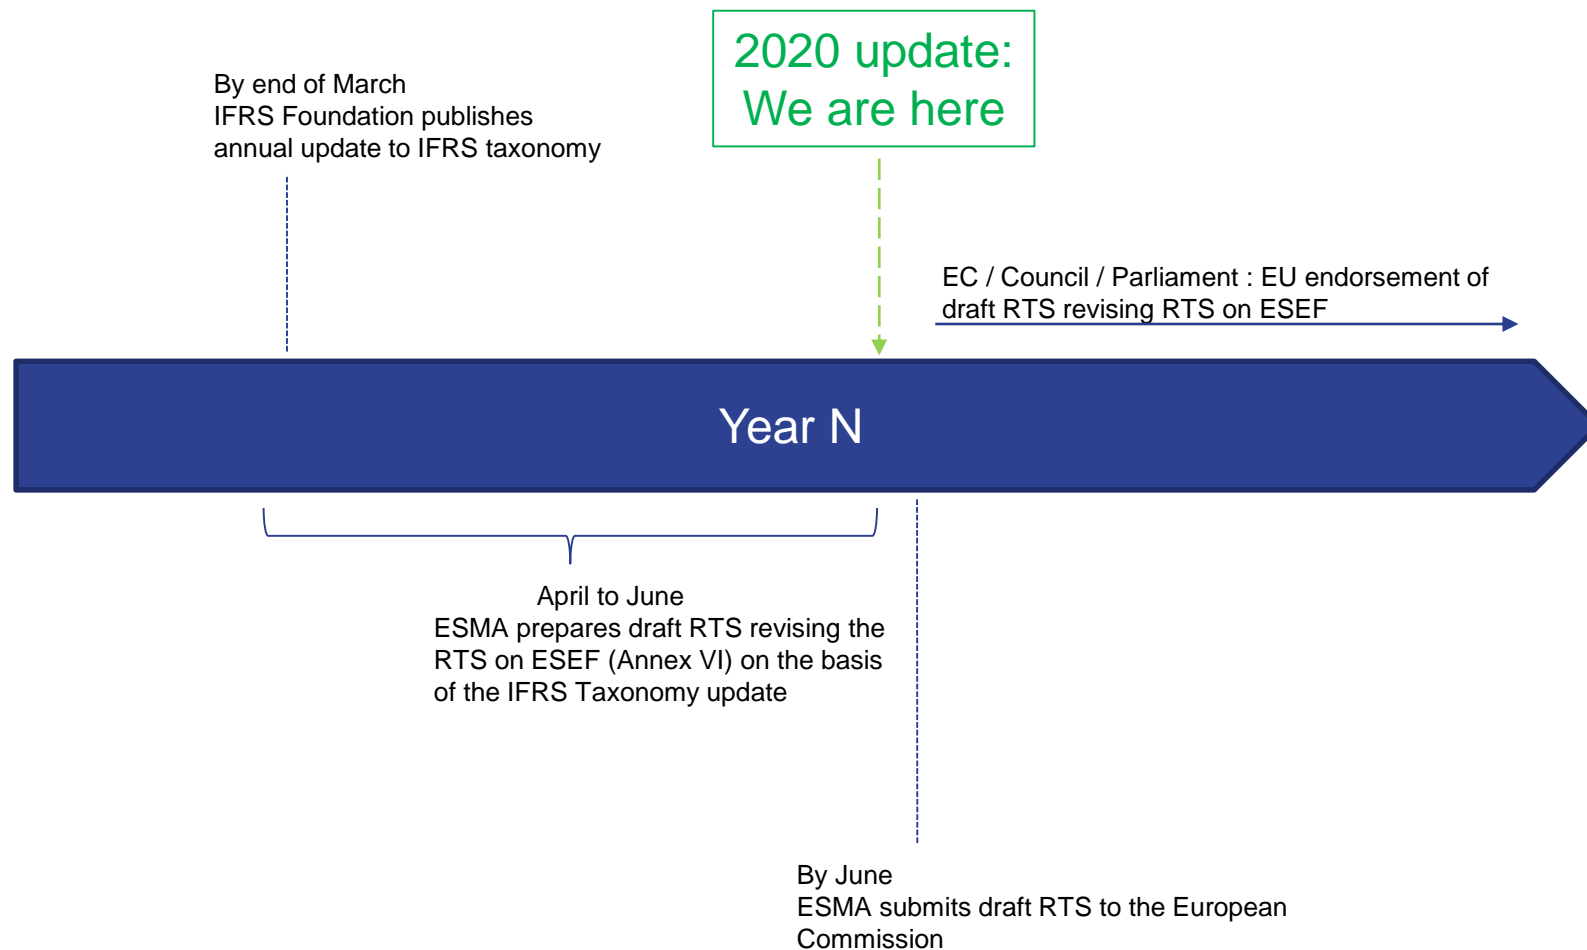 2020 update:
We are here
By end of March
IFRS Foundation publishes
annual update to IFRS taxonomy
EC / Council / Parliament : EU endorsement of
draft RTS revising RTS on ESEF
Year N
April to June
ESMA prepares draft RTS revising the
RTS on ESEF (Annex VI) on the basis
of the IFRS Taxonomy update
By June
ESMA submits draft RTS to the European
Commission